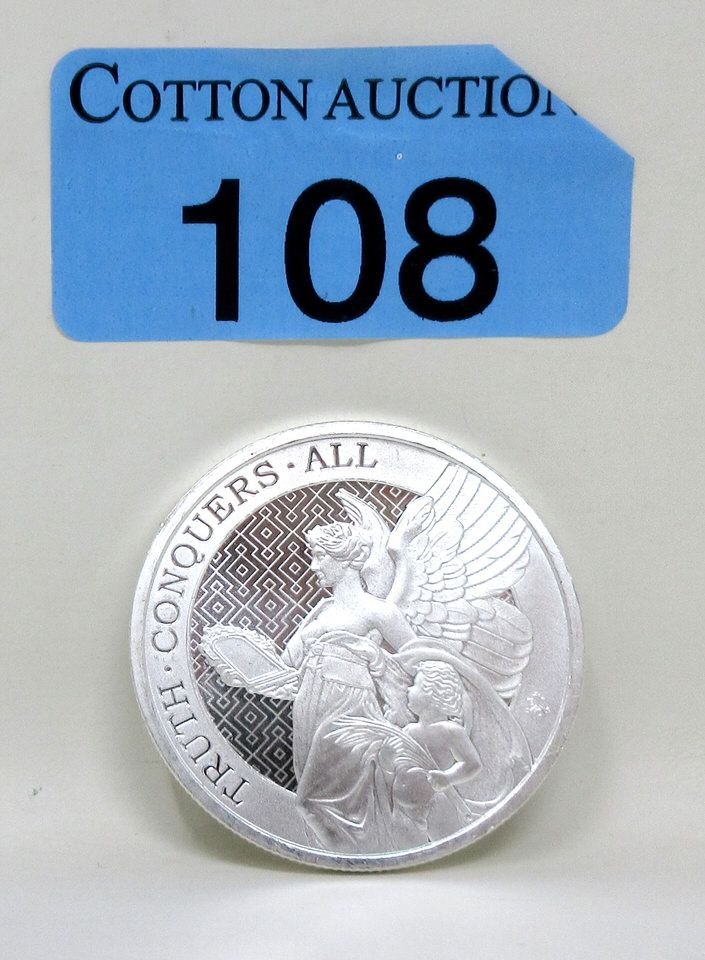 COTTON AUCTION
108
TRUTH · CONQUERS · ALL